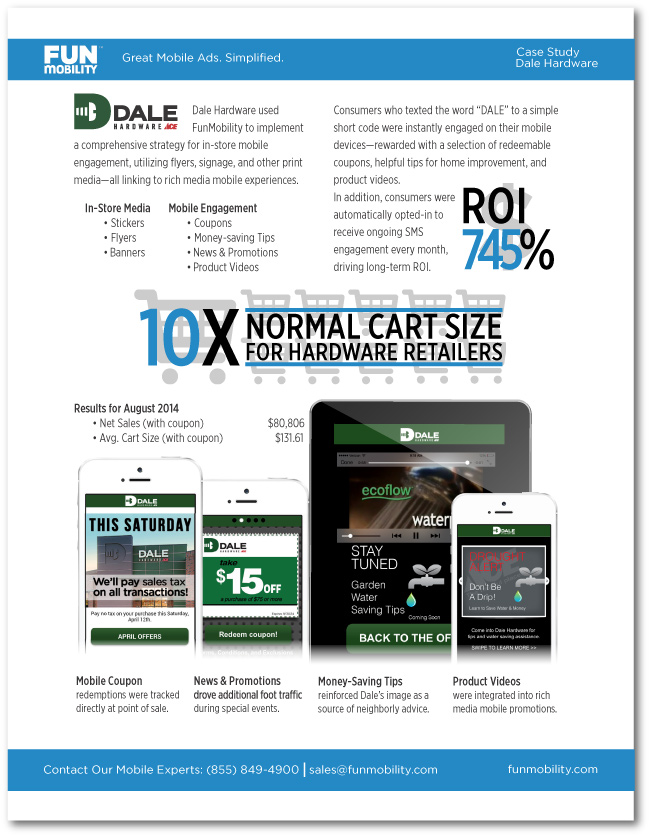 FUN
MOBILITY
Great Mobile Ads. Simplified.
Case Study
Dale Hardware
DALE
HARDWARE ACE
Dale Hardware used
FunMobility to implement
a comprehensive strategy for in-store mobile
engagement, utilizing flyers, signage, and other print
media—all linking to rich media mobile experiences.
In-Store Media
• Stickers
• Flyers
• Banners
Mobile Engagement
• Coupons
• Money-saving Tips
• News & Promotions
• Product Videos
Consumers who texted the word “DALE” to a simple
short code were instantly engaged on their mobile
devices—rewarded with a selection of redeemable
coupons, helpful tips for home improvement, and
product videos.
In addition, consumers were
automatically opted-in to
receive ongoing SMS
engagement every month,
driving long-term ROI.
$
ROI
745%
10X
NORMAL CART SIZE
FOR HARDWARE RETAILERS
Results for August 2014
• Net Sales (with coupon) $80,806
• Avg. Cart Size (with coupon) $131.61
DALE
THIS SATURDAY
DALE
We'll pay sales tax
on all transactions!
Pay no tax on your purchase this Saturday,
April 12th.
APRIL OFFERS
DALE
DALE
take
$15 OFF
a purchase of $75 or more
Redeem coupon!
DALE
ecoflow
water
STAY
TUNED
Garden
Water
Saving Tips
Coming Soon
BACK TO THE OF
DALE
DROUGHT
ALERT
Don't Be
A Drip!
Learn to Save Water & Money
Come into Dale Hardware for
tips and water-saving assistance.
SWIPE TO LEARN MORE >>
Mobile Coupon
redemptions were tracked
directly at point of sale.
News & Promotions
drove additional foot traffic
during special events.
Money-Saving Tips
reinforced Dale's image as a
source of neighborly advice.
Product Videos
were integrated into rich
media mobile promotions.
Contact Our Mobile Experts: (855) 849-4900 | sales@funmobility.com
funmobility.com